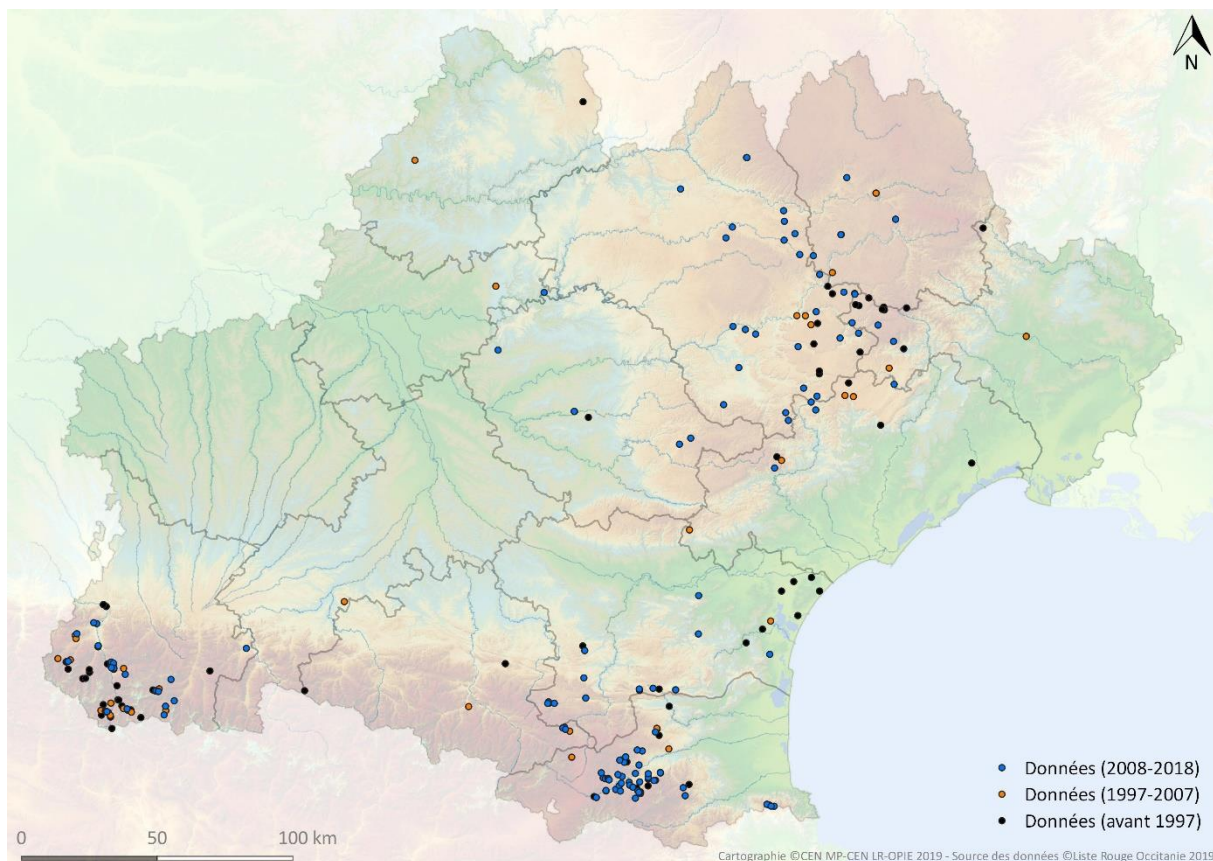 N
Données (2008-2018)
Données (1997-2007)
Données (avant 1997)
0 50 100 km
Cartographie ©CEN MP-CEN LR-OPIE 2019 - Source des données ©Liste Rouge Occitanie 2019